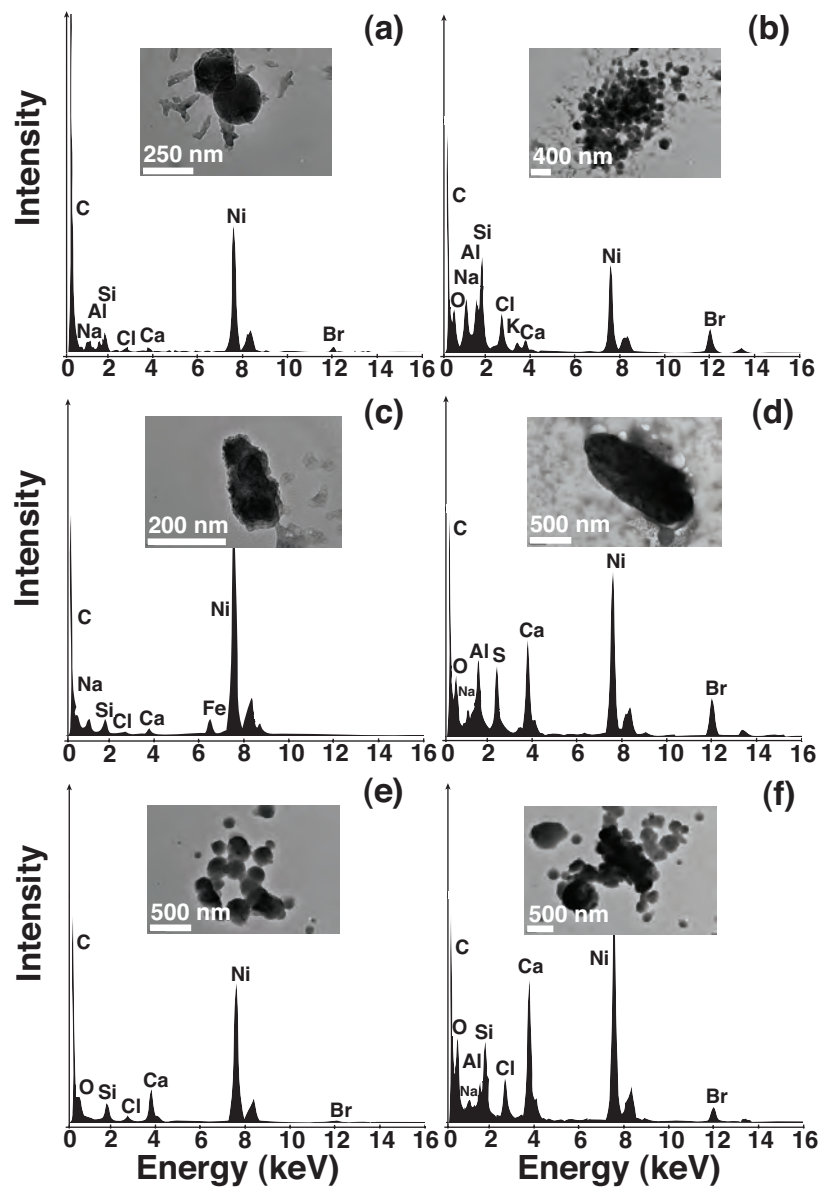 (a)
Intensity
250 nm
C
Ni
Si
Al
Na
Cl
Ca
Br
0 2 4 6 8 10 12 14 16
(b)
400 nm
C
Si
Al
Na
O
Cl
K
Ca
Ni
Br
0 2 4 6 8 10 12 14 16
(c)
Intensity
200 nm
C
Ni
Na
Si
Cl
Ca
Fe
0 2 4 6 8 10 12 14 16
(d)
500 nm
C
Ni
Ca
Al
S
O
Na
Br
0 2 4 6 8 10 12 14 16
(e)
Intensity
500 nm
C
Ni
O
Si
Cl
Ca
Br
0 2 4 6 8 10 12 14 16
Energy (keV)
(f)
500 nm
C
Ni
Ca
O
Si
Al
Na
Cl
Br
0 2 4 6 8 10 12 14 16
Energy (keV)